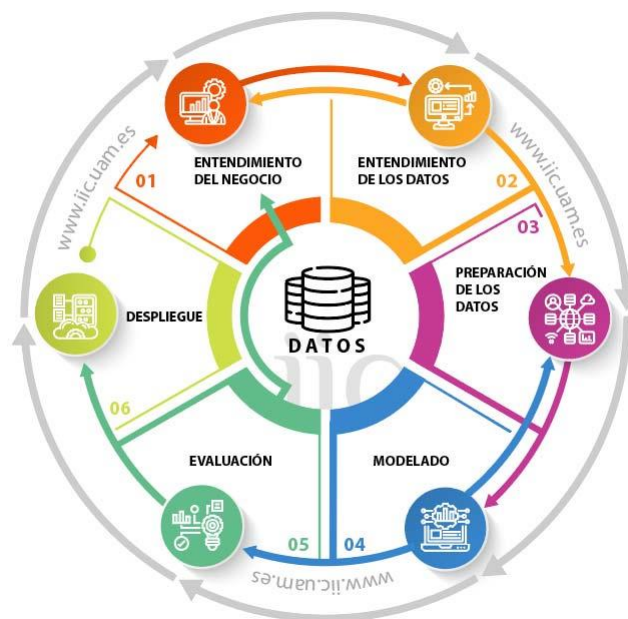 www.iic.uam.es
www.iic.uam.es
01
ENTENDIMIENTO
DEL NEGOCIO
ENTENDIMIENTO
DE LOS DATOS
02
03
PREPARACIÓN
DE LOS
DATOS
DATOS
iic
DESPLIEGUE
06
EVALUACIÓN
MODELADO
05
04
www.iic.uam.es